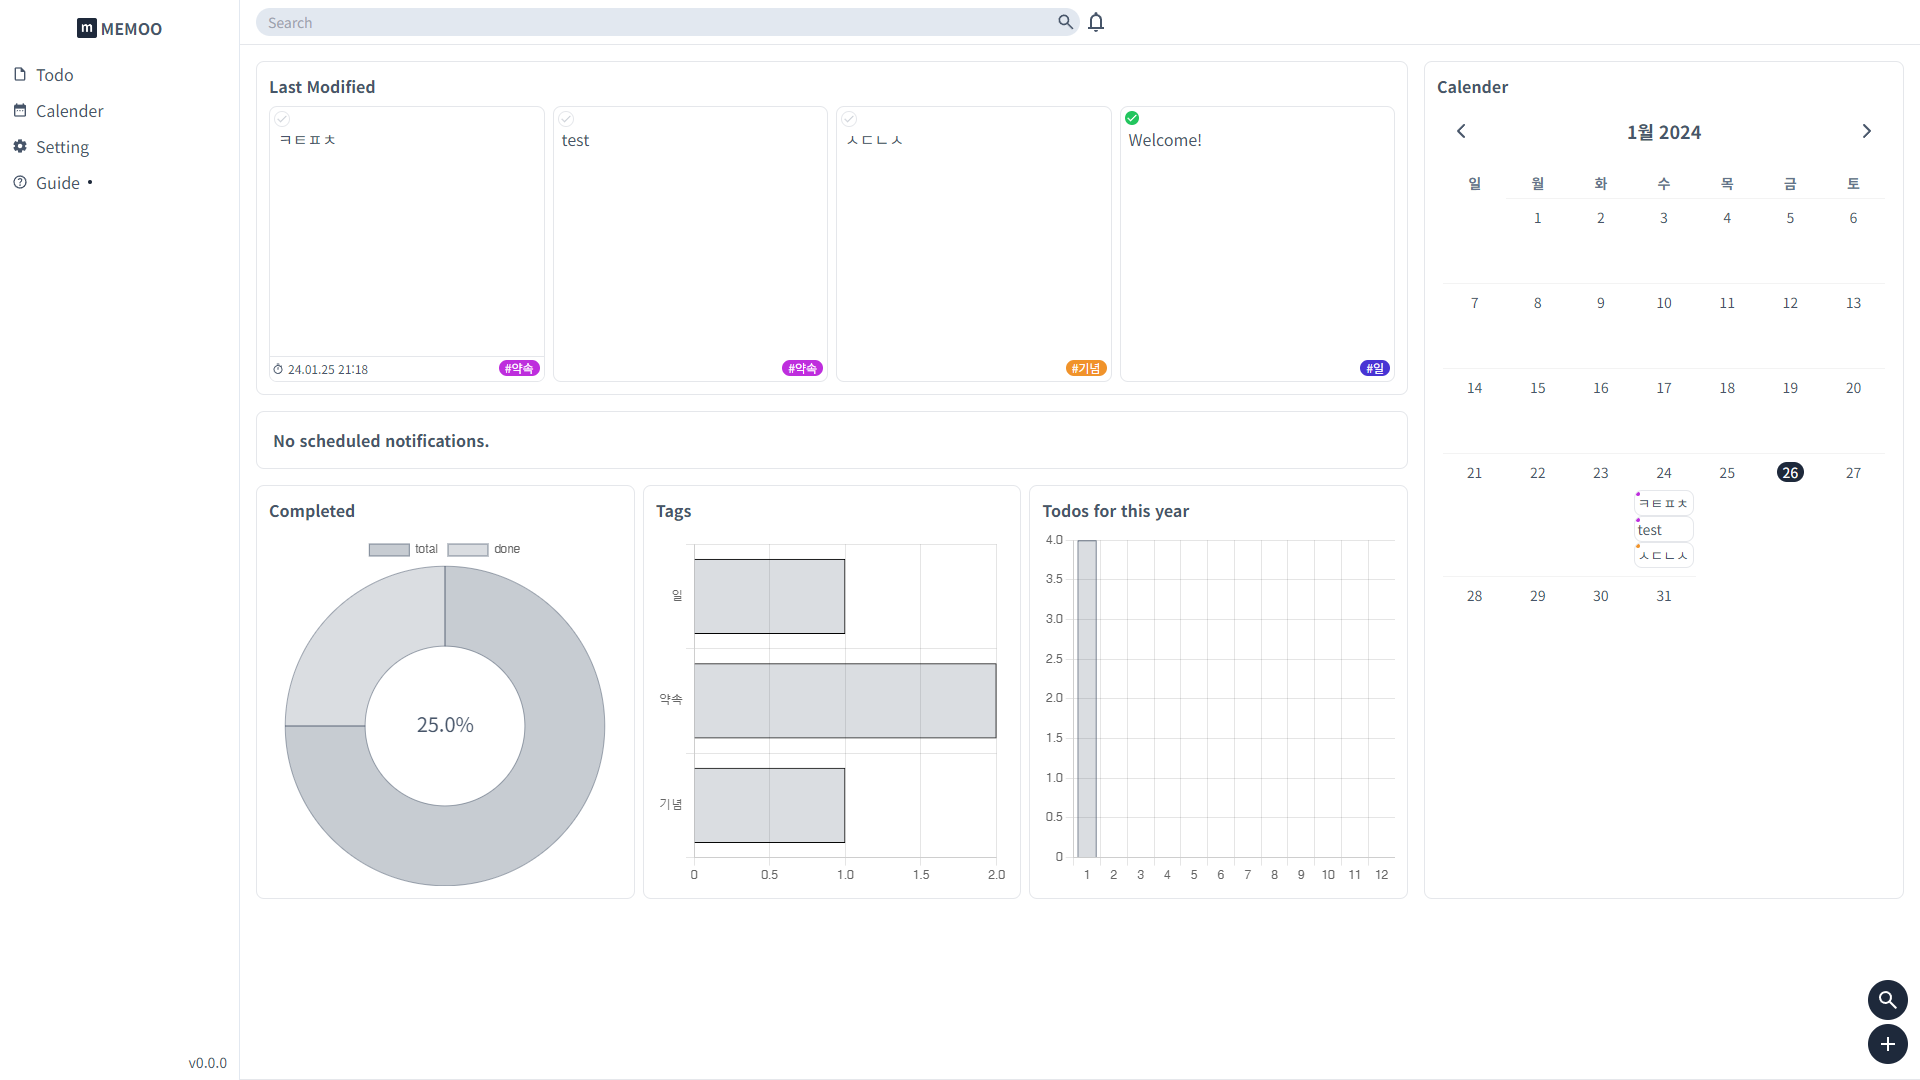 m MEMOO
Todo
Calender
Setting
Guide •
v0.0.0
Search
Last Modified
ㅋㅌㅍㅊ
24.01.25 21:18 #약속
test
#약속
ㅅㄷㄴㅅ
#기념
Welcome!
#일
No scheduled notifications.
Completed
total done
25.0%
Tags
일
약속
기념
0 0.5 1.0 1.5 2.0
Todos for this year
4.0
3.5
3.0
2.5
2.0
1.5
1.0
0.5
0
1 2 3 4 5 6 7 8 9 10 11 12
Calender
1월 2024
일 월 화 수 목 금 토
1 2 3 4 5 6
7 8 9 10 11 12 13
14 15 16 17 18 19 20
21 22 23 24 25 26 27
ㅋㅌㅍㅊ
test
ㅅㄷㄴㅅ
28 29 30 31